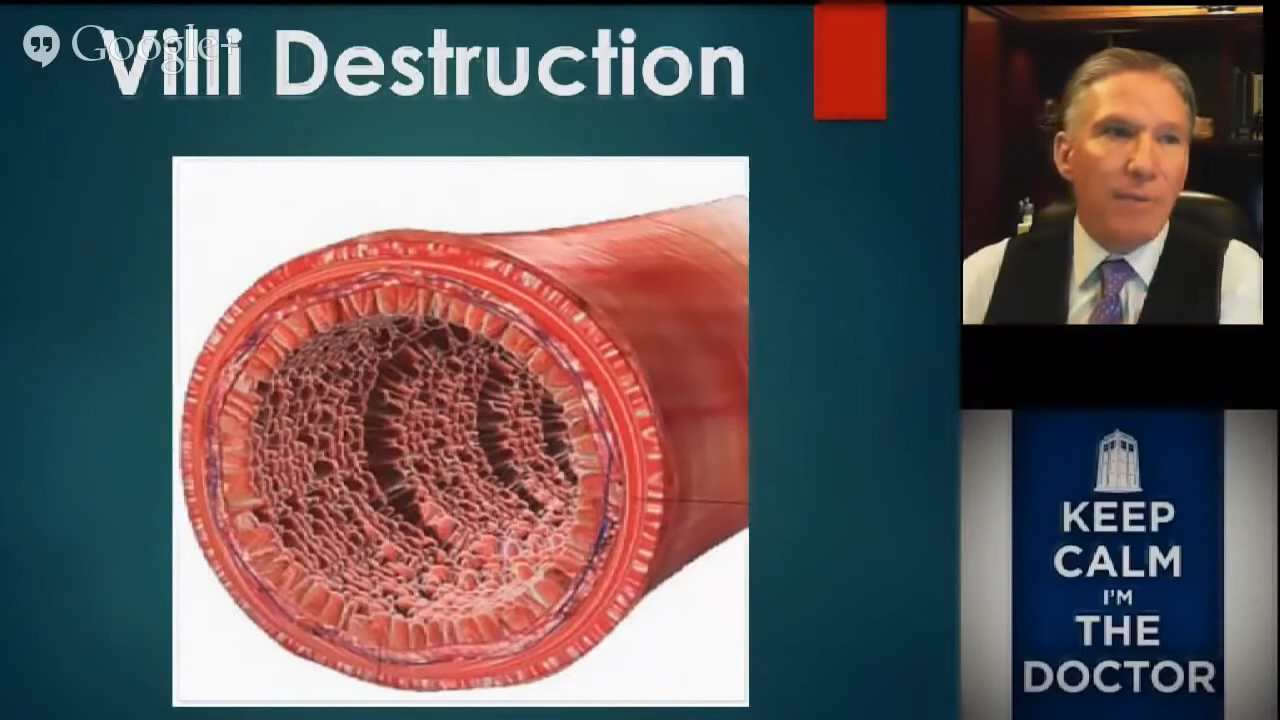 Google+
Villi Destruction
KEEP
CALM
I'M
THE
DOCTOR